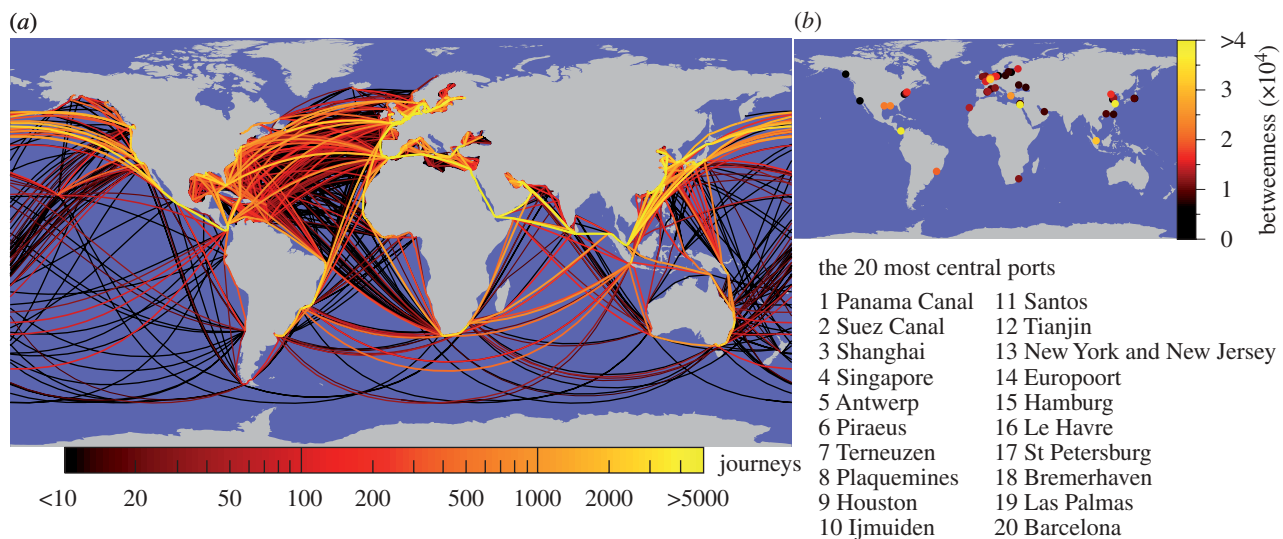 (a)
<10 20 50 100 200 500 1000 2000 >5000
journeys
(b)
>4
3
2
1
0
betweenness (×10⁴)
the 20 most central ports
1 Panama Canal
2 Suez Canal
3 Shanghai
4 Singapore
5 Antwerp
6 Piraeus
7 Terneuzen
8 Plaquemines
9 Houston
10 Ijmuiden
11 Santos
12 Tianjin
13 New York and New Jersey
14 Europoort
15 Hamburg
16 Le Havre
17 St Petersburg
18 Bremerhaven
19 Las Palmas
20 Barcelona